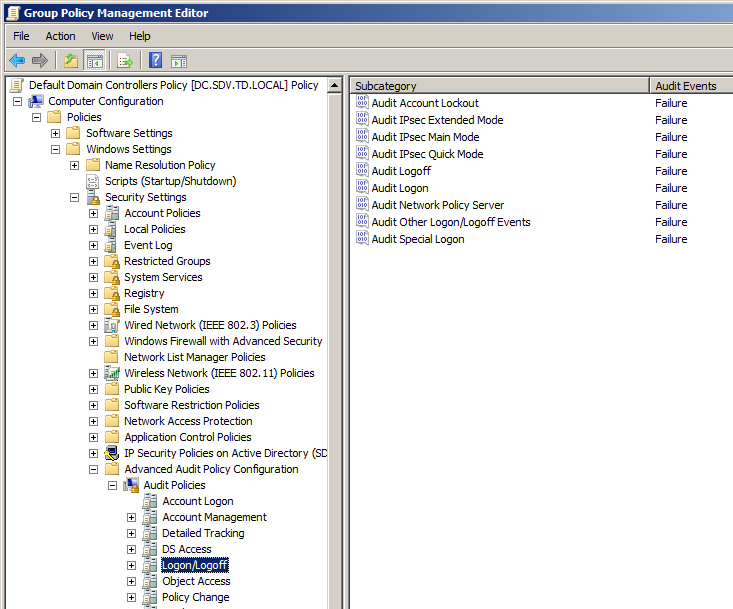 Group Policy Management Editor
File Action View Help
Default Domain Controllers Policy [DC.SDV.TD.LOCAL] Policy
Computer Configuration
Policies
Software Settings
Windows Settings
Name Resolution Policy
Scripts (Startup/Shutdown)
Security Settings
Account Policies
Local Policies
Event Log
Restricted Groups
System Services
Registry
File System
Wired Network (IEEE 802.3) Policies
Windows Firewall with Advanced Security
Network List Manager Policies
Wireless Network (IEEE 802.11) Policies
Public Key Policies
Software Restriction Policies
Network Access Protection
Application Control Policies
IP Security Policies on Active Directory (SD
Advanced Audit Policy Configuration
Audit Policies
Account Logon
Account Management
Detailed Tracking
DS Access
Logon/Logoff
Object Access
Policy Change
Subcategory Audit Events
Audit Account Lockout Failure
Audit IPsec Extended Mode Failure
Audit IPsec Main Mode Failure
Audit IPsec Quick Mode Failure
Audit Logoff Failure
Audit Logon Failure
Audit Network Policy Server Failure
Audit Other Logon/Logoff Events Failure
Audit Special Logon Failure